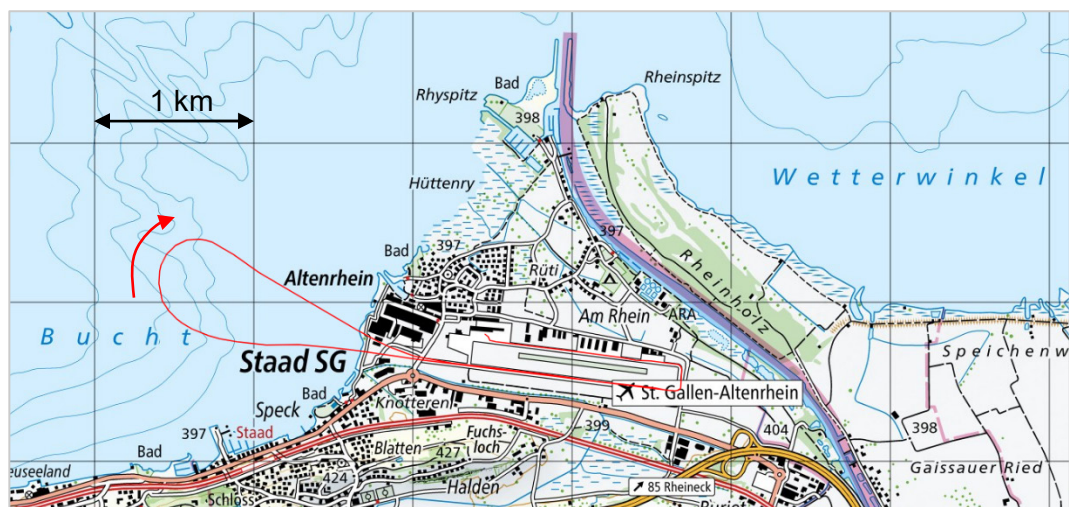 1 km
Bad
Rheinspitz
Rhyspitz
398
Wetterwinkel
Hüttenry
397
397
Bad
Altenrhein
Rüti
Rheinholz
Am Rhein
ARA
Bucht
Staad SG
Speichenw
St. Gallen-Altenrhein
Bad
Speck
Knotteren
397
Staad
399
404
398
Bad
Blatten
427
Fuchs-
loch
euseeland
424
Halden
Gaissauer Ried
Schloss
85 Rheineck
Buriet